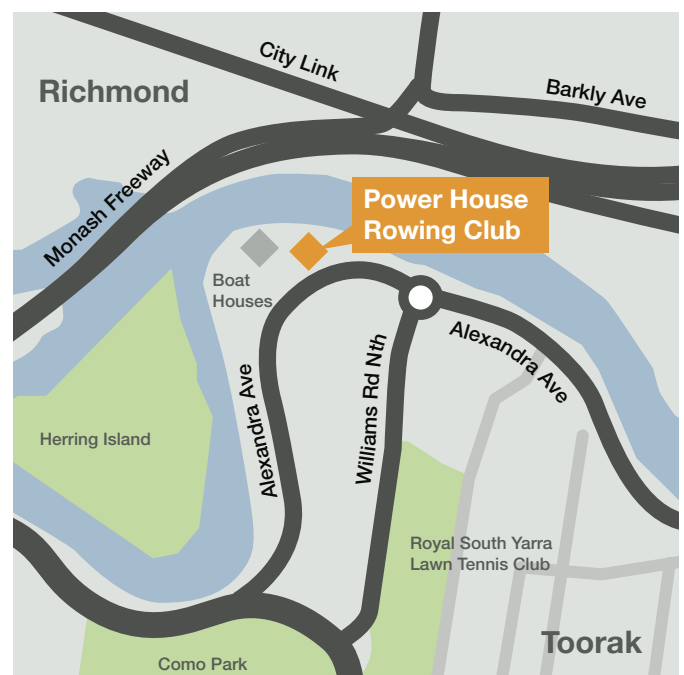 City Link
Richmond
Barkly Ave
Monash Freeway
Power House
Rowing Club
Boat
Houses
Alexandra Ave
Williams Rd Nth
Alexandra Ave
Herring Island
Royal South Yarra
Lawn Tennis Club
Toorak
Como Park